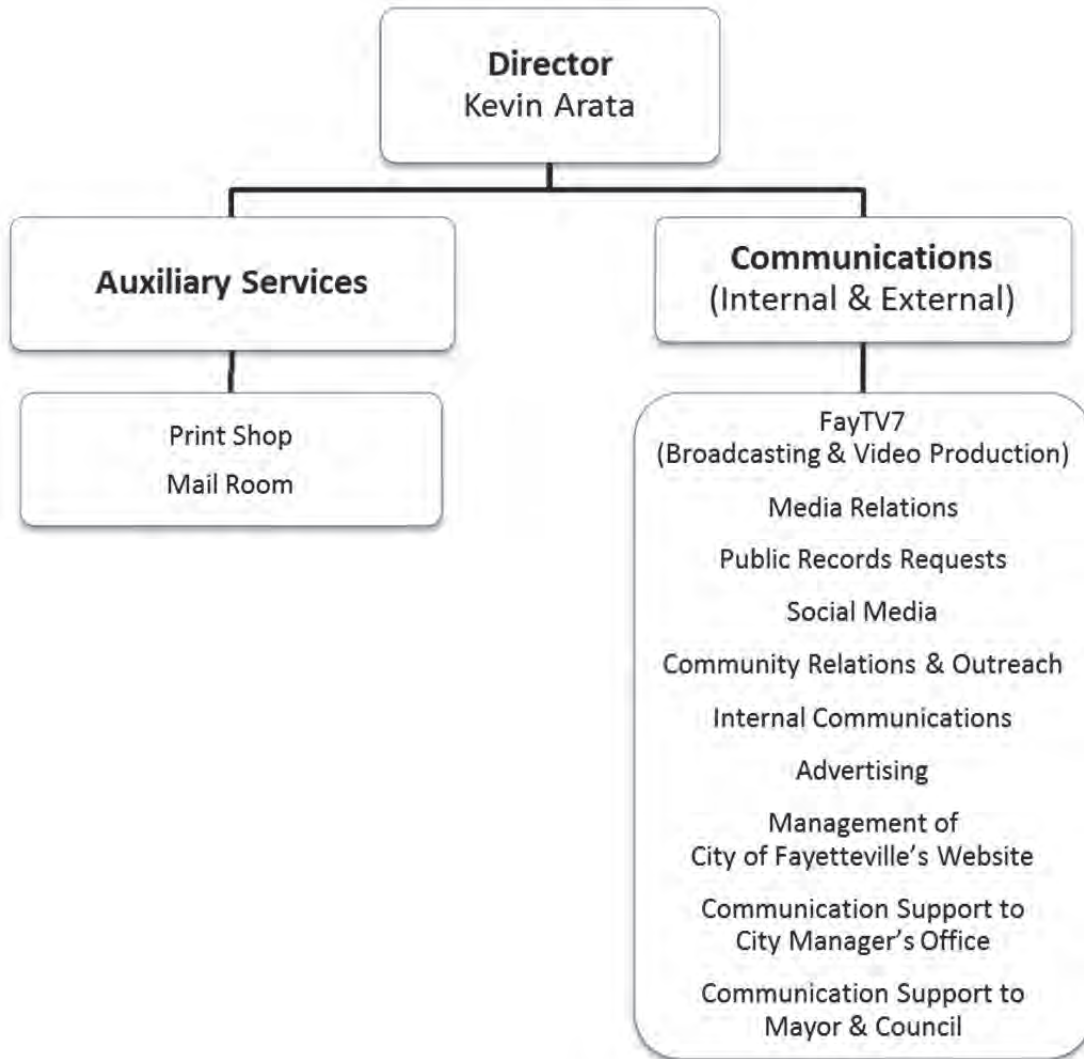 Director
Kevin Arata
Auxiliary Services
Print Shop
Mail Room
Communications
(Internal & External)
FayTV7
(Broadcasting & Video Production)
Media Relations
Public Records Requests
Social Media
Community Relations & Outreach
Internal Communications
Advertising
Management of
City of Fayetteville’s Website
Communication Support to
City Manager’s Office
Communication Support to
Mayor & Council